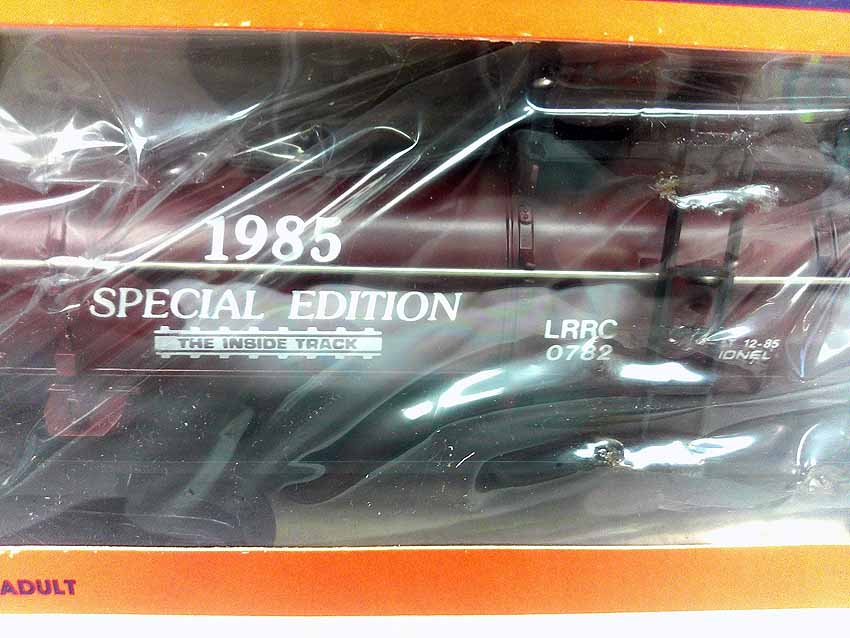 1985
SPECIAL EDITION
THE INSIDE TRACK
LRRC
0782
12-85
IONEL
ADULT